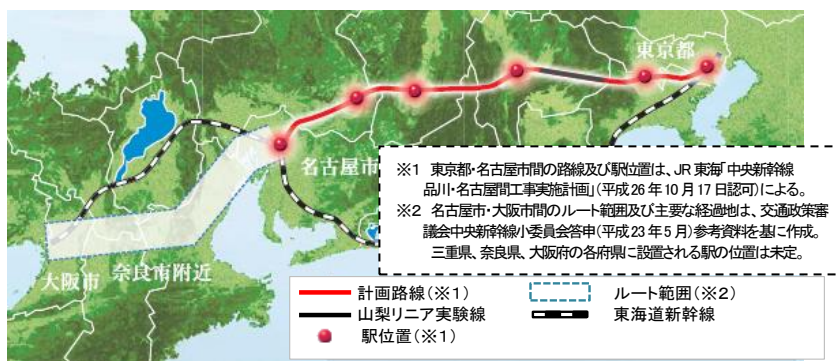 東京都
名古屋市
大阪市
奈良市附近
※1 東京都・名古屋市間の路線及び駅位置は、JR東海「中央新幹線
品川・名古屋間工事実施計画」(平成26年10月17日認可)による。
※2 名古屋市・大阪市間のルート範囲及び主要な経過地は、交通政策審
議会中央新幹線小委員会答申(平成23年5月)参考資料を基に作成。
三重県、奈良県、大阪府の各府県に設置される駅の位置は未定。
計画路線(※1)
ルート範囲(※2)
山梨リニア実験線
東海道新幹線
駅位置(※1)